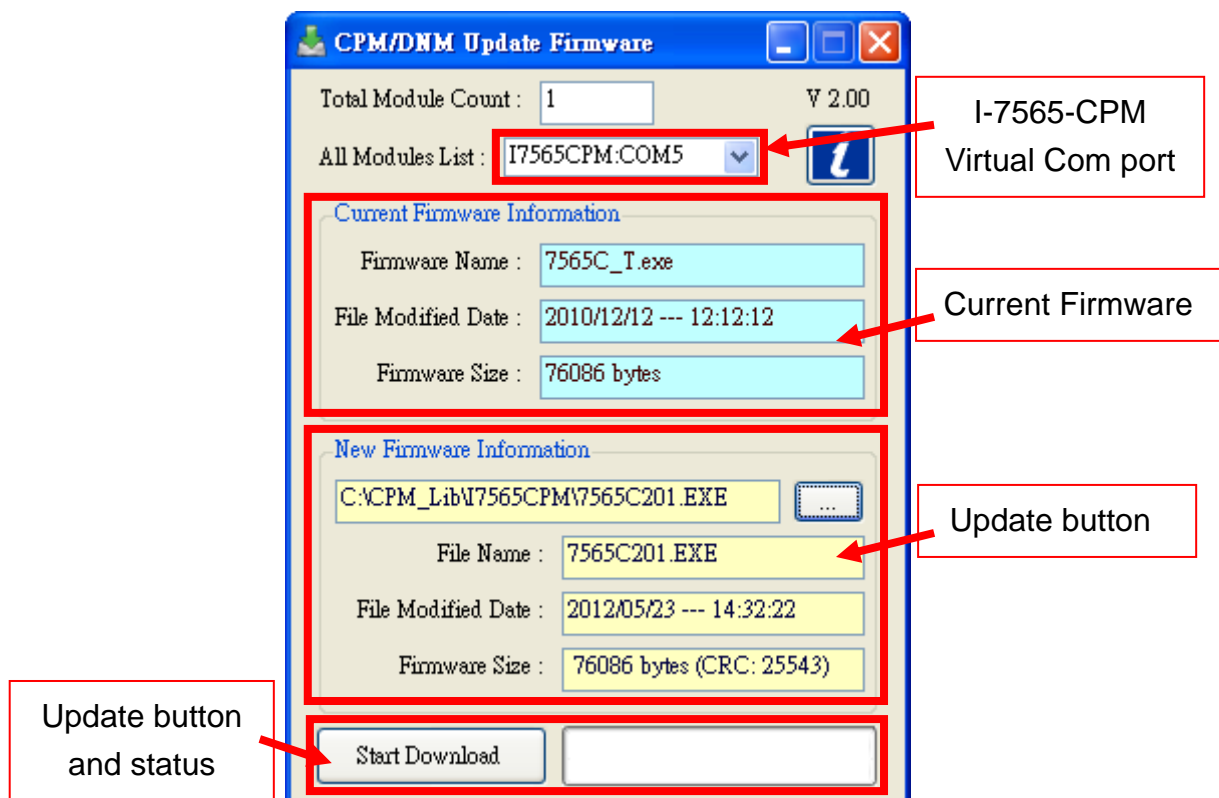 CPM/DNM Update Firmware
Total Module Count : 1 V 2.00
All Modules List : I7565CPM:COM5
I-7565-CPM
Virtual Com port
Current Firmware Information
Firmware Name : 7565C_T.exe
File Modified Date : 2010/12/12 --- 12:12:12
Firmware Size : 76086 bytes
Current Firmware
New Firmware Information
C:\CPM_Lib\I7565CPM\7565C201.EXE ...
File Name : 7565C201.EXE
File Modified Date : 2012/05/23 --- 14:32:22
Firmware Size : 76086 bytes (CRC: 25543)
Update button
Update button
and status
Start Download